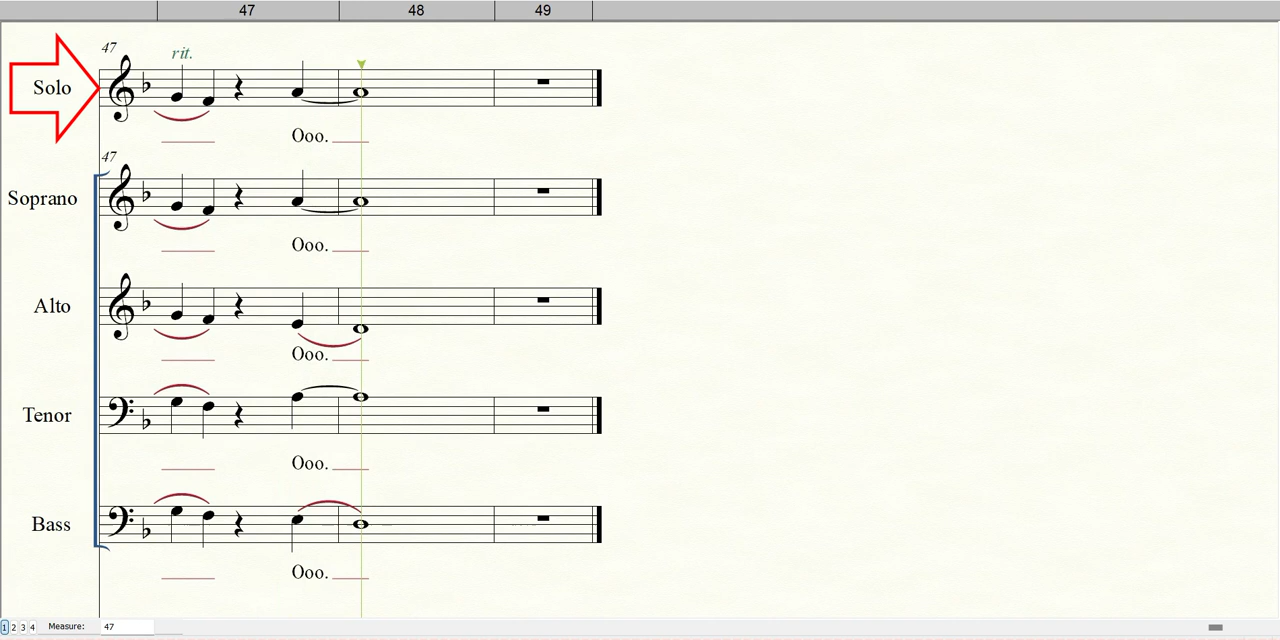 47 48 49
47
rit.
Solo
Ooo.
47
Soprano
Ooo.
Alto
Ooo.
Tenor
Ooo.
Bass
Ooo.
1 2 3 4 Measure: 47